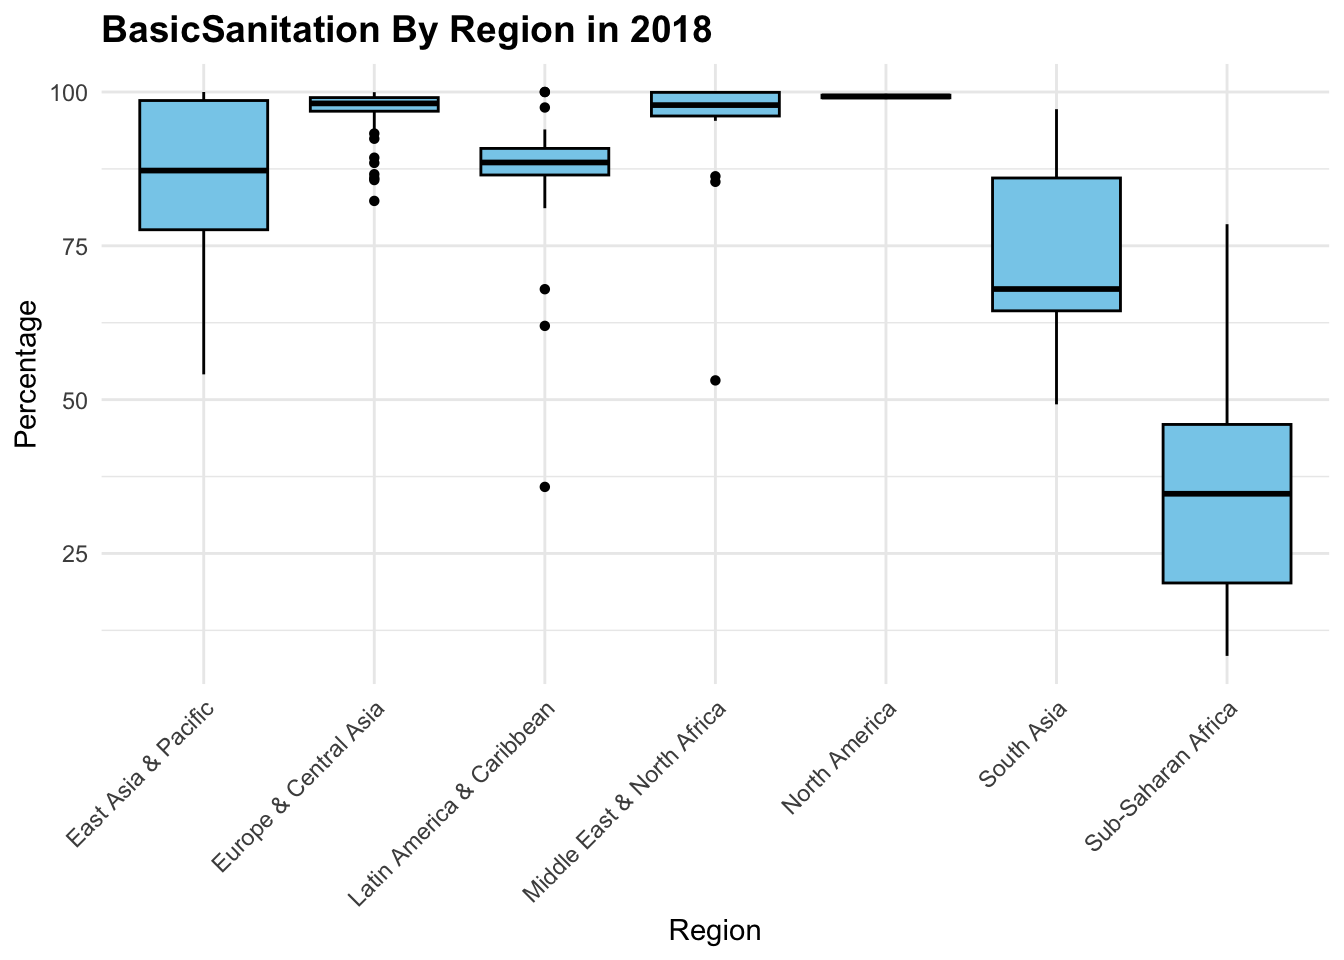 BasicSanitation By Region in 2018
Percentage
100
75
50
25
East Asia & Pacific
Europe & Central Asia
Latin America & Caribbean
Middle East & North Africa
North America
South Asia
Sub-Saharan Africa
Region